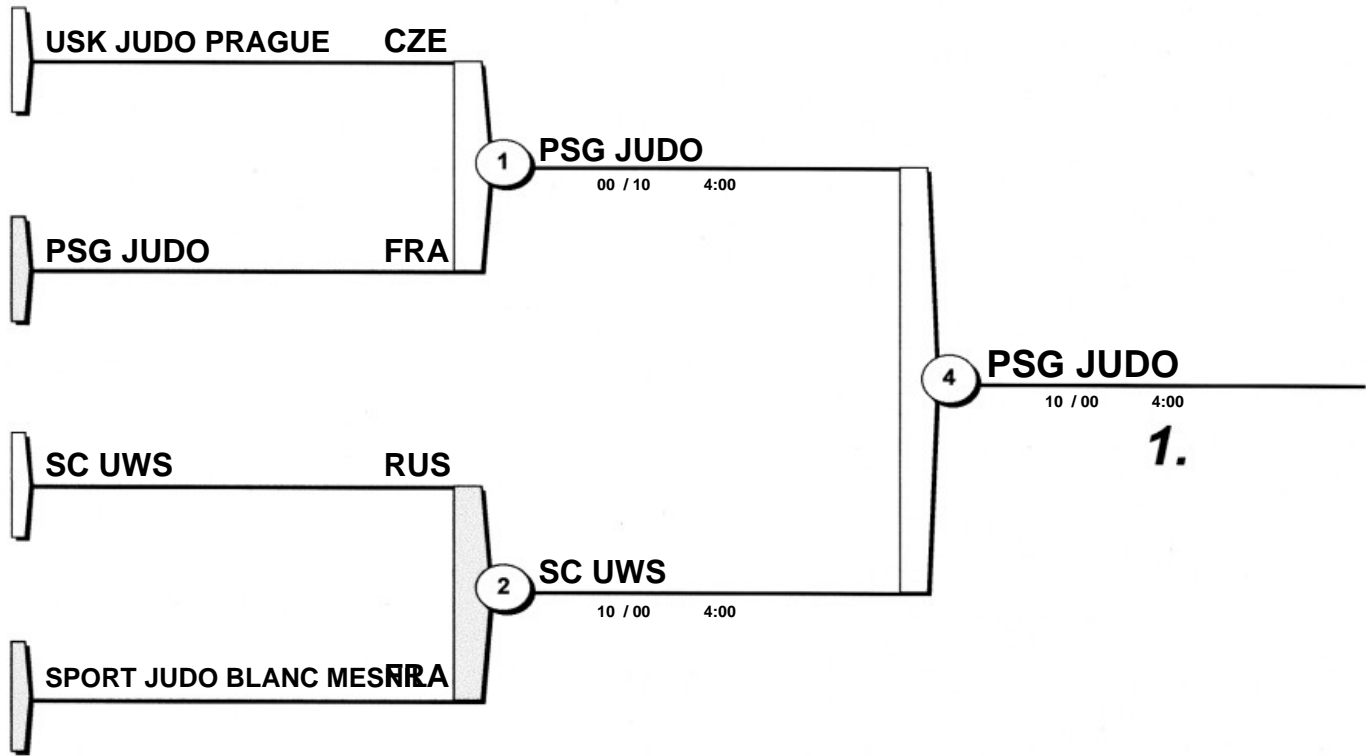 USK JUDO PRAGUE CZE
1 PSG JUDO
00 / 10 4:00
PSG JUDO FRA
4 PSG JUDO
10 / 00 4:00
1.
SC UWS RUS
2 SC UWS
10 / 00 4:00
SPORT JUDO BLANC FRA